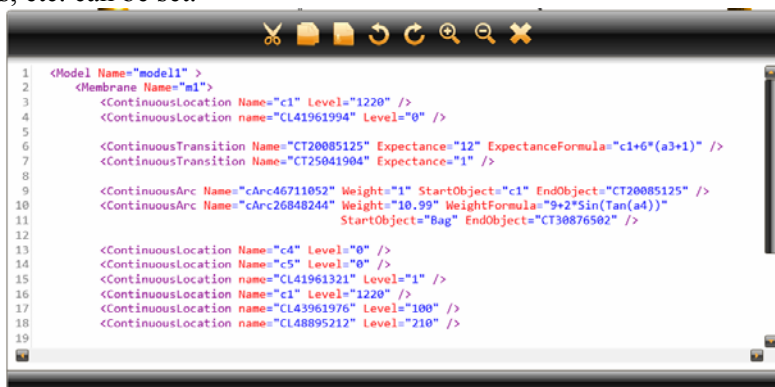 s, etc. can be set.
1 <Model Name="model1" >
2 <Membrane Name="m1">
3 <ContinuousLocation Name="c1" Level="1220" />
4 <ContinuousLocation name="CL41961994" Level="0" />
5
6 <ContinuousTransition Name="CT20085125" Expectance="12" ExpectanceFormula="c1+6*(a3+1)" />
7 <ContinuousTransition Name="CT25041904" Expectance="1" />
8
9 <ContinuousArc Name="cArc46711052" Weight="1" StartObject="c1" EndObject="CT20085125" />
10 <ContinuousArc Name="cArc26848244" Weight="10.99" WeightFormula="9+2*Sin(Tan(a4))"
11 StartObject="Bag" EndObject="CT30876502" />
12
13 <ContinuousLocation Name="c4" Level="0" />
14 <ContinuousLocation Name="c5" Level="0" />
15 <ContinuousLocation name="CL41961321" Level="1" />
16 <ContinuousLocation Name="c1" Level="1220" />
17 <ContinuousLocation name="CL43961976" Level="100" />
18 <ContinuousLocation name="CL48895212" Level="210" />
19